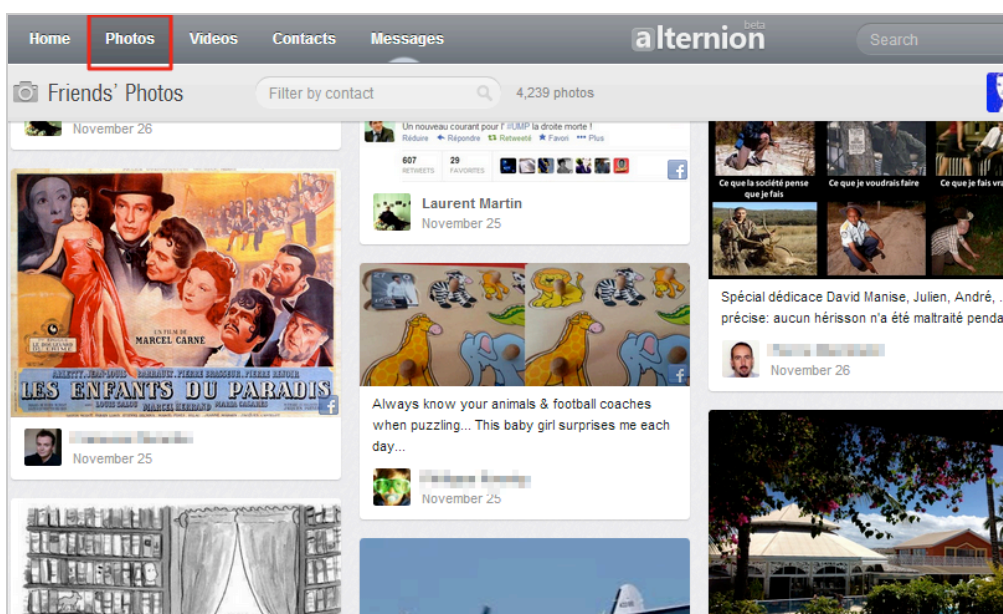 Home Photos Videos Contacts Messages
alternion
beta
Search
Friends' Photos
Filter by contact
4,239 photos
November 26
UN FILM DE
MARCEL CARNE
LES ENFANTS DU PARADIS
November 25
Un nouveau courant pour l' #UMP la droite morte !
Réduire Répondre Retweeté Favori Plus
607
RETWEETS
29
FAVORITES
Laurent Martin
November 25
Always know your animals & football coaches
when puzzling... This baby girl surprises me each
day...
November 25
Ce que la société pense
que je fais
Ce que je voudrais faire
Ce que je fais
Spécial dédicace David Manise, Julien, André, .
précise: aucun hérisson n'a été maltraité
November 26